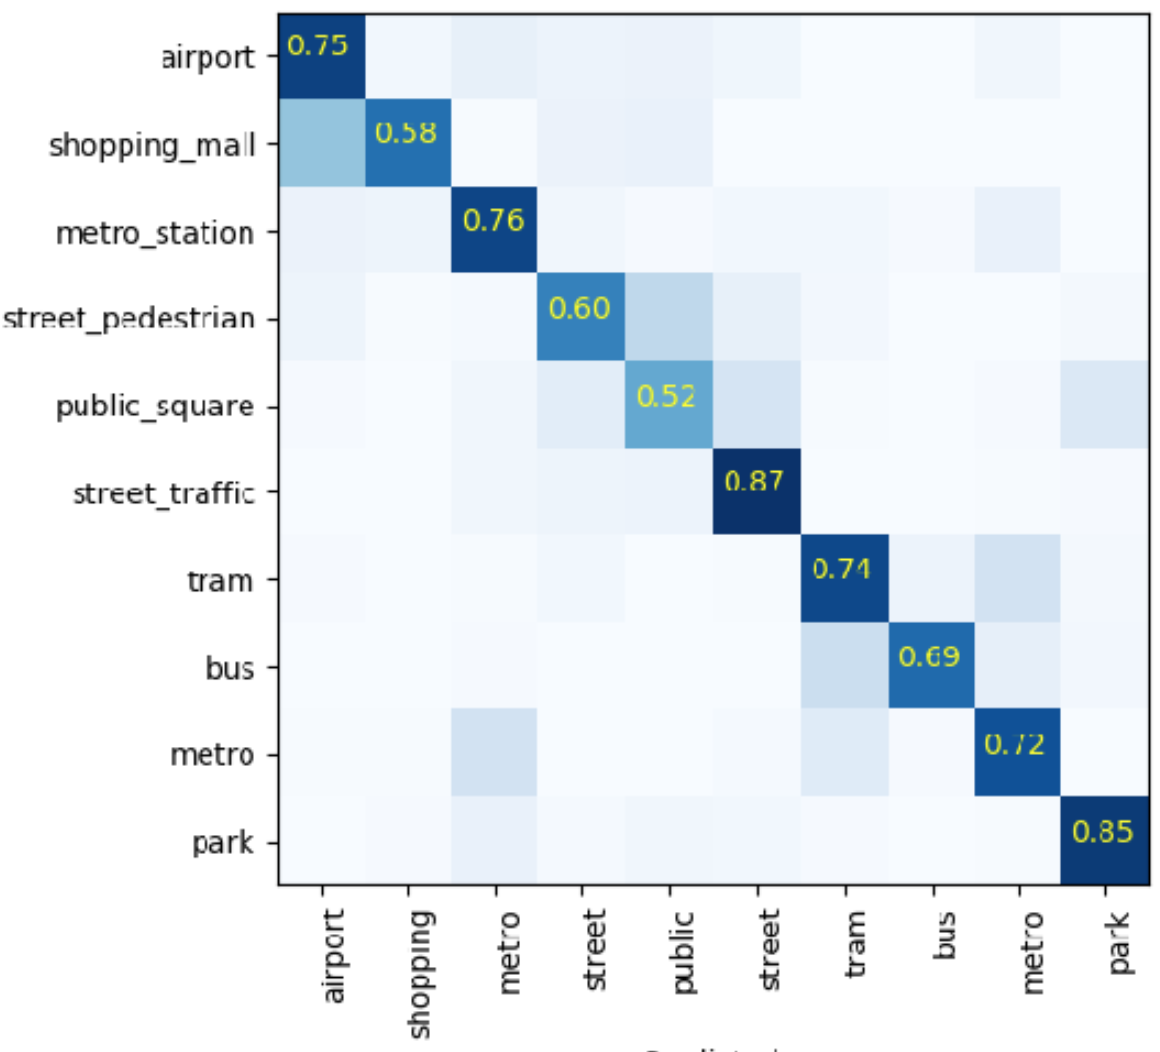 airport 0.75
shopping_mall 0.58
metro_station 0.76
street_pedestrian 0.60
public_square 0.52
street_traffic 0.87
tram 0.74
bus 0.69
metro 0.72
park 0.85
airport shopping metro street public street tram bus metro park